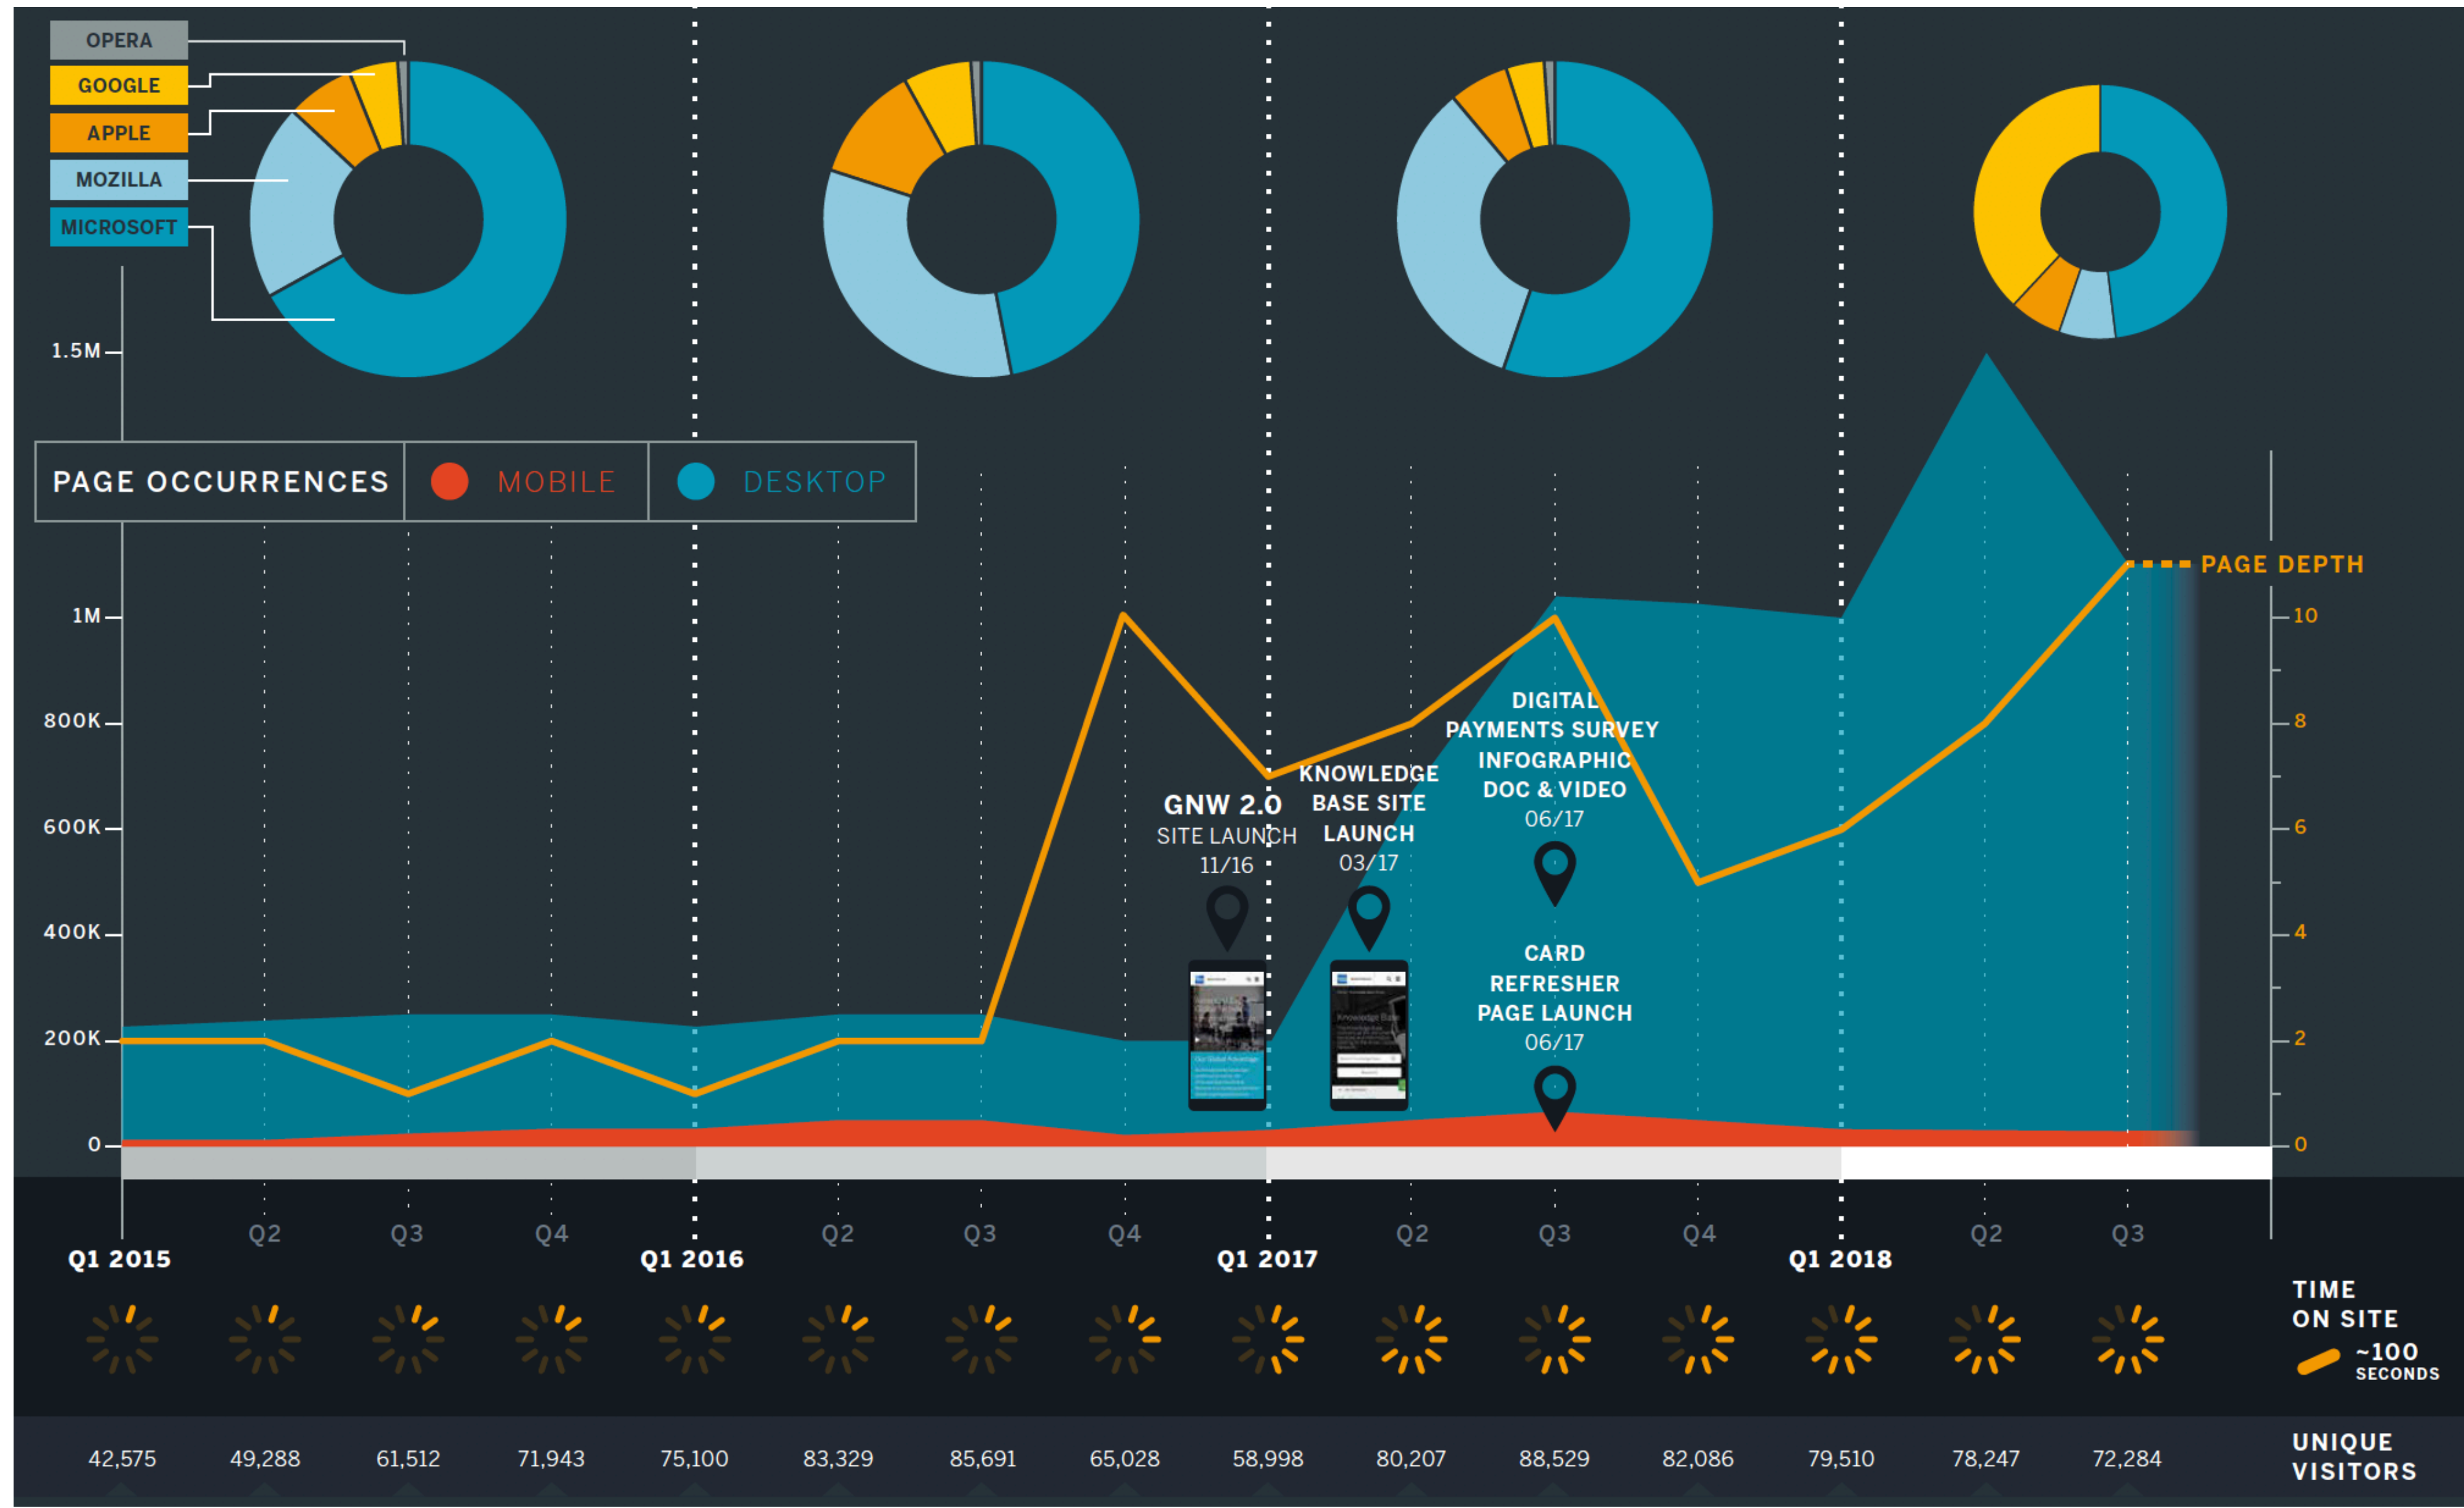 OPERA
GOOGLE
APPLE
MOZILLA
MICROSOFT
1.5M
PAGE OCCURRENCES
MOBILE
DESKTOP
PAGE DEPTH
1M
800K
600K
400K
200K
0
10
8
6
4
2
0
GNW 2.0
SITE LAUNCH
11/16
KNOWLEDGE
BASE SITE
LAUNCH
03/17
DIGITAL
PAYMENTS SURVEY
INFOGRAPHIC
DOC & VIDEO
06/17
CARD
REFRESHER
PAGE LAUNCH
06/17
Our Global Advantage
Knowledge Base
Q1 2015
Q2
Q3
Q4
Q1 2016
Q2
Q3
Q4
Q1 2017
Q2
Q3
Q4
Q1 2018
Q2
Q3
TIME
ON SITE
~100
SECONDS
42,575
49,288
61,512
71,943
75,100
83,329
85,691
65,028
58,998
80,207
88,529
82,086
79,510
78,247
72,284
UNIQUE
VISITORS